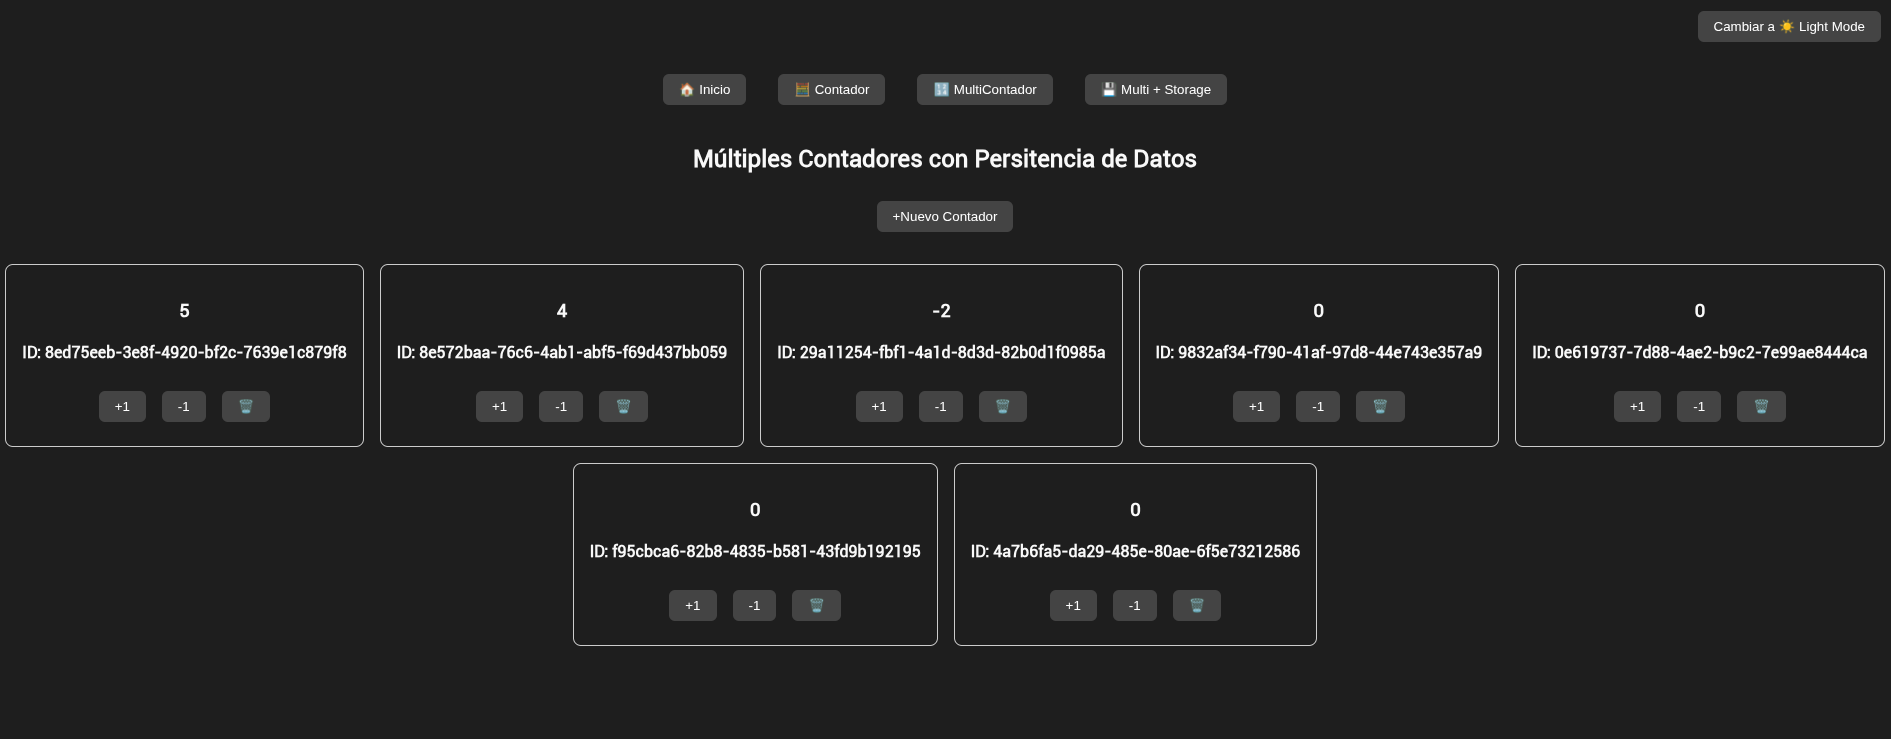 Cambiar a ☀️ Light Mode
🏠 Inicio
🧮 Contador
🔢 MultiContador
💾 Multi + Storage
Múltiples Contadores con Persitencia de Datos
+Nuevo Contador
5
ID: 8ed75eeb-3e8f-4920-bf2c-7639e1c879f8
+1 -1 🗑️
4
ID: 8e572baa-76c6-4ab1-abf5-f69d437bb059
+1 -1 🗑️
-2
ID: 29a11254-fbf1-4a1d-8d3d-82b0d1f0985a
+1 -1 🗑️
0
ID: 9832af34-f790-41af-97d8-44e743e357a9
+1 -1 🗑️
0
ID: 0e619737-7d88-4ae2-b9c2-7e99ae8444ca
+1 -1 🗑️
0
ID: f95cbca6-82b8-4835-b581-43fd9b192195
+1 -1 🗑️
0
ID: 4a7b6fa5-da29-485e-80ae-6f5e73212586
+1 -1 🗑️